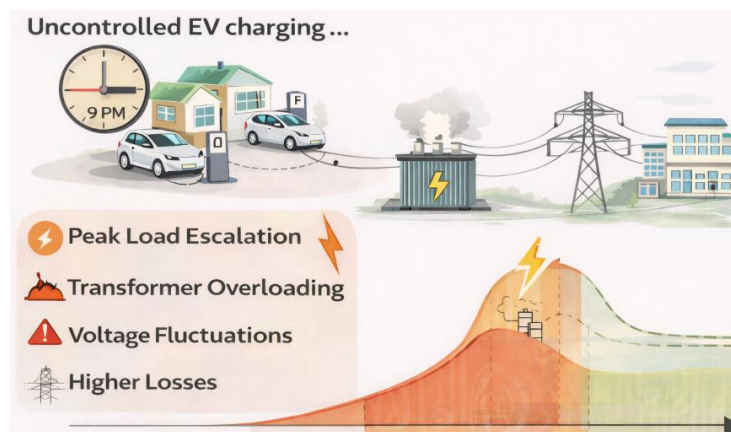 Uncontrolled EV charging ...
9 PM
F
Peak Load Escalation
Transformer Overloading
Voltage Fluctuations
Higher Losses